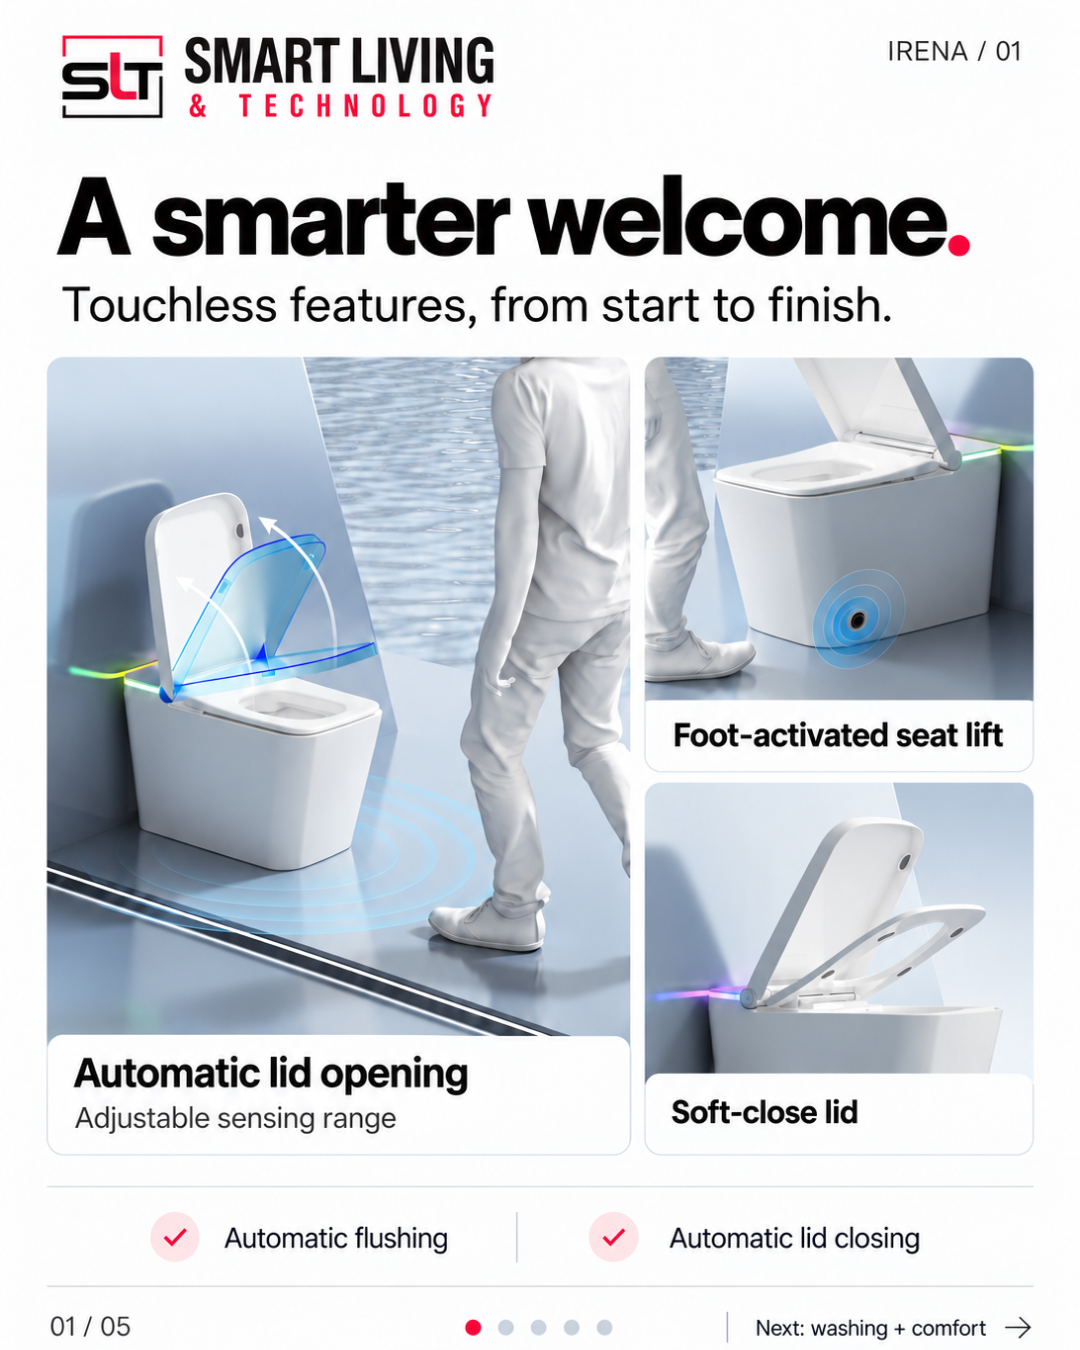 SLT
SMART LIVING
& TECHNOLOGY
IRENA / 01
A smarter welcome.
Touchless features, from start to finish.
Foot-activated seat lift
Automatic lid opening
Adjustable sensing range
Soft-close lid
Automatic flushing
Automatic lid closing
01 / 05
Next: washing + comfort →